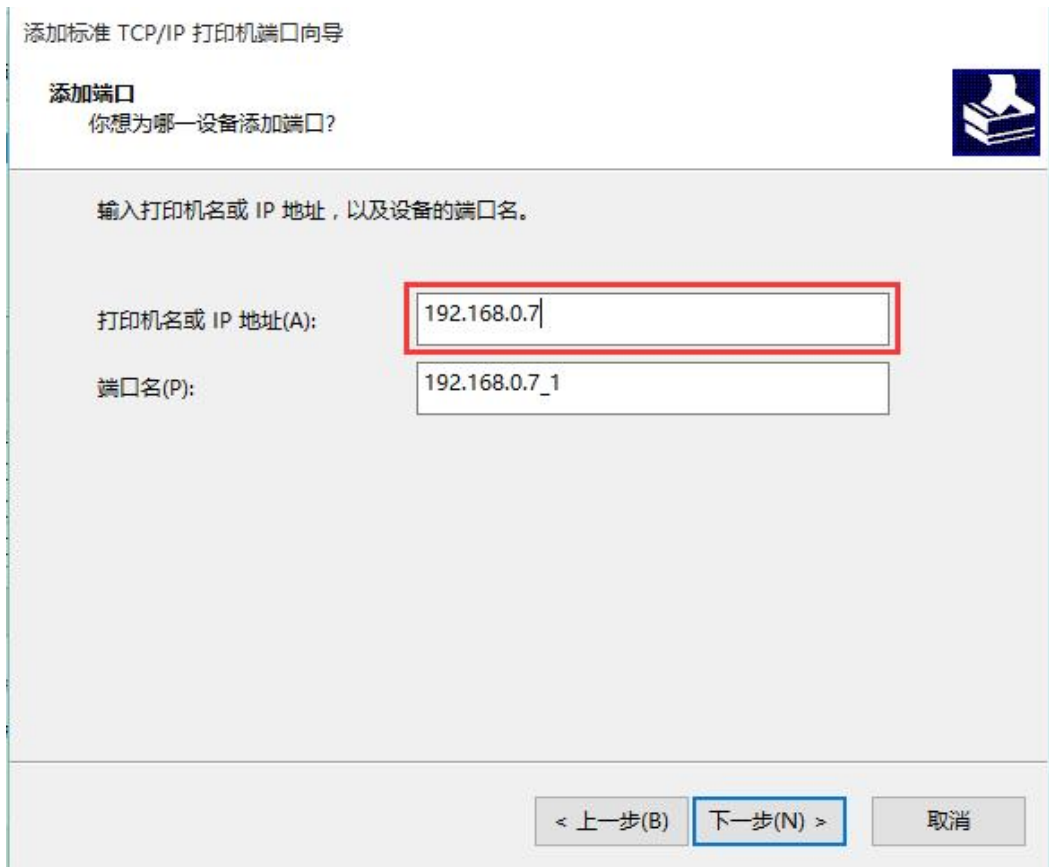 添加标准 TCP/IP 打印机端口向导
添加端口
你想为哪一设备添加端口?
输入打印机名或 IP 地址，以及设备的端口名。
打印机名或 IP 地址(A):
192.168.0.7
端口名(P):
192.168.0.7_1
< 上一步(B)
下一步(N) >
取消